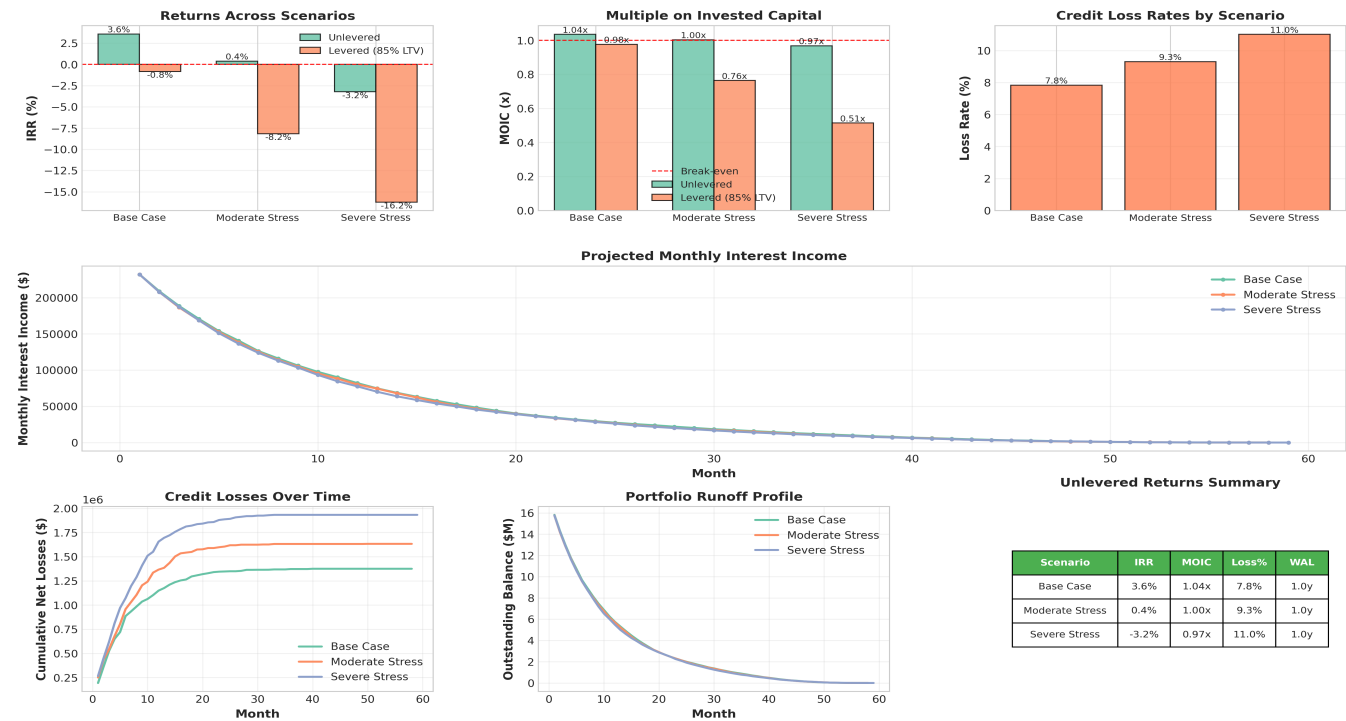 Returns Across Scenarios
IRR (%)
2.5
0.0
−2.5
−5.0
−7.5
−10.0
−12.5
−15.0
3.6%
-0.8%
0.4%
-8.2%
-3.2%
-16.2%
Unlevered
Levered (85% LTV)
Base Case
Moderate Stress
Severe Stress
Multiple on Invested Capital
MOIC (x)
1.0
0.8
0.6
0.4
0.2
0.0
1.04x
0.98x
1.00x
0.76x
0.97x
0.51x
Break-even
Unlevered
Levered (85% LTV)
Base Case
Moderate Stress
Severe Stress
Credit Loss Rates by Scenario
Loss Rate (%)
10
8
6
4
2
0
7.8%
9.3%
11.0%
Base Case
Moderate Stress
Severe Stress
Projected Monthly Interest Income
Monthly Interest Income ($)
200000
150000
100000
50000
0
Base Case
Moderate Stress
Severe Stress
0 10 20 30 40 50 60
Month
Credit Losses Over Time
1e6
Cumulative Net Losses ($)
2.00
1.75
1.50
1.25
1.00
0.75
0.50
0.25
Base Case
Moderate Stress
Severe Stress
0 10 20 30 40 50 60
Month
Portfolio Runoff Profile
Outstanding Balance ($M)
16
14
12
10
8
6
4
2
0
Base Case
Moderate Stress
Severe Stress
0 10 20 30 40 50 60
Month
Unlevered Returns Summary
Scenario IRR MOIC Loss% WAL
Base Case 3.6% 1.04x 7.8% 1.0y
Moderate Stress 0.4% 1.00x 9.3% 1.0y
Severe Stress -3.2% 0.97x 11.0% 1.0y